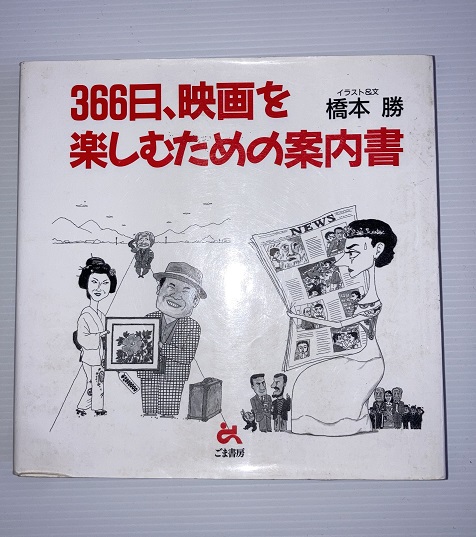 366日、映画を
楽しむための案内書
イラスト&文
橋本 勝
NEWS
ごま書房